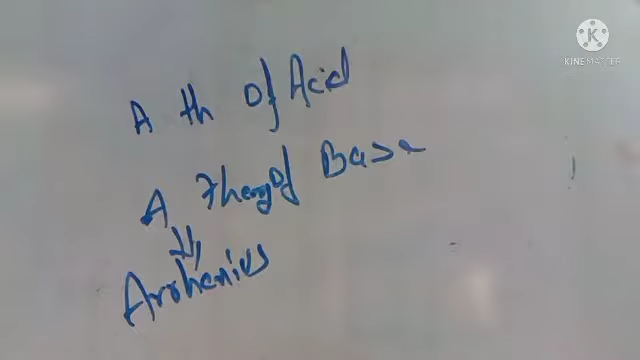 A th Of Acid
A Theory Of Base
⇓
Arrhenius
K
KINEMASTER